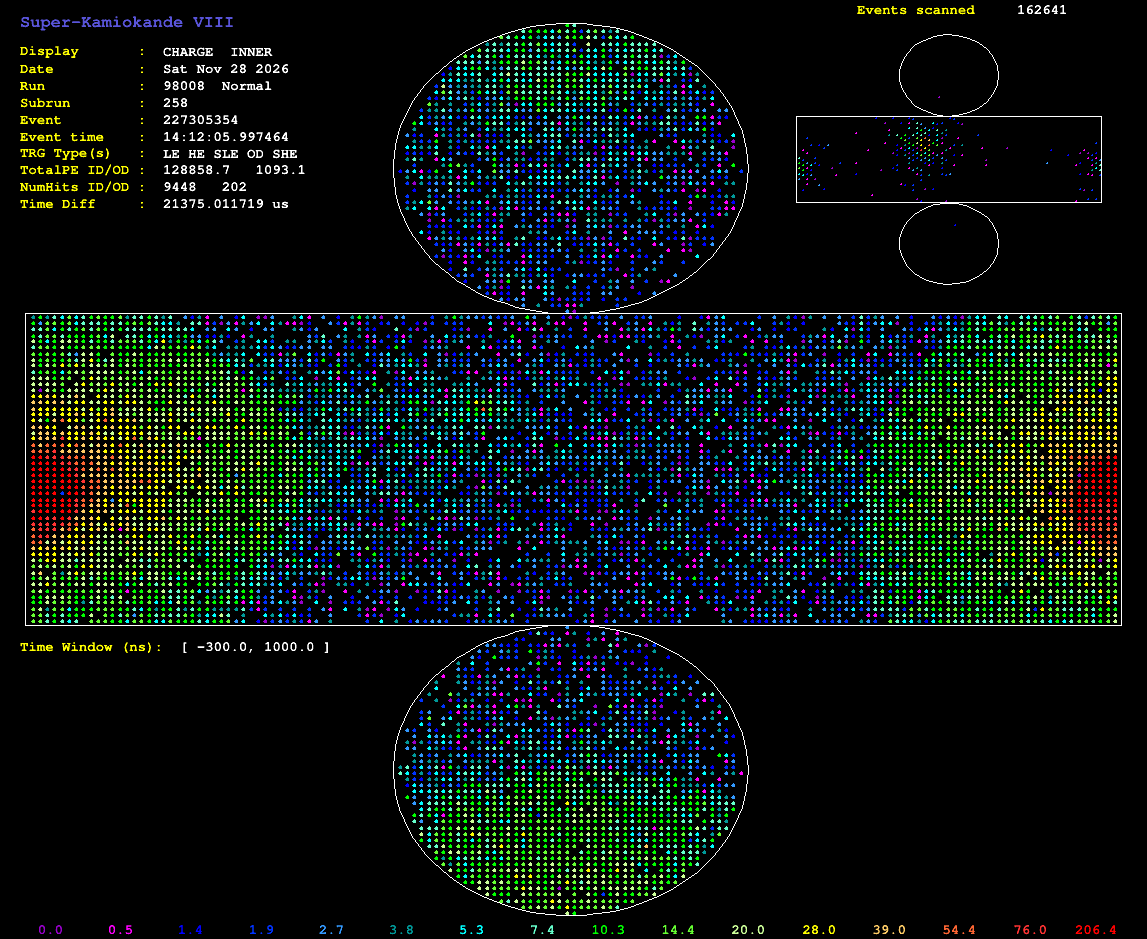 Super-Kamiokande VIII
Events scanned 162641
Display : CHARGE INNER
Date : Sat Nov 28 2026
Run : 98008 Normal
Subrun : 258
Event : 227305354
Event time : 14:12:05.997464
TRG Type(s) : LE HE SLE OD SHE
TotalPE ID/OD : 128858.7 1093.1
NumHits ID/OD : 9448 202
Time Diff : 21375.011719 us
Time Window (ns): [ -300.0, 1000.0 ]
0.0 0.5 1.4 1.9 2.7 3.8 5.3 7.4 10.3 14.4 20.0 28.0 39.0 54.4 76.0 206.4